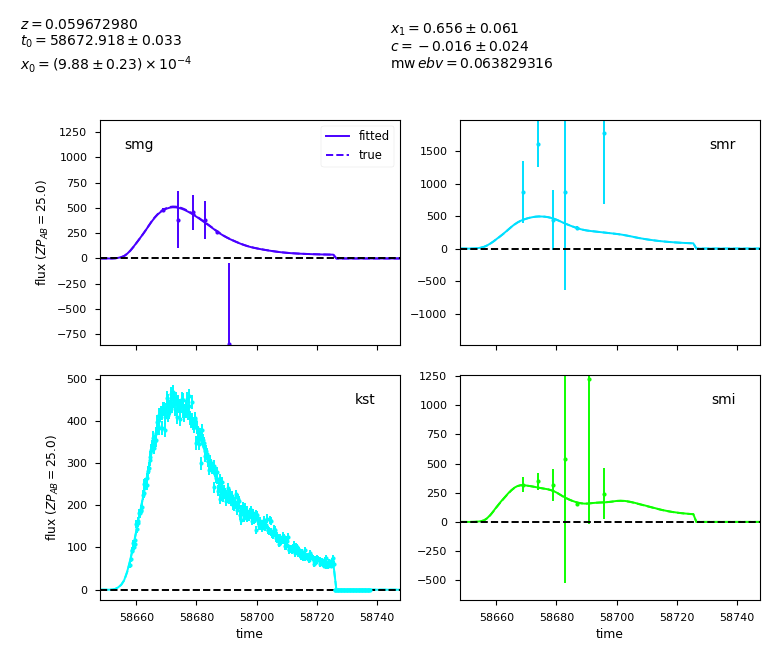 z = 0.059672980
t₀ = 58672.918 ± 0.033
x₀ = (9.88 ± 0.23) × 10⁻⁴
x₁ = 0.656 ± 0.061
c = −0.016 ± 0.024
mw ebv = 0.063829316
smg
fitted
true
1250
1000
750
500
250
0
−250
−500
−750
flux (ZP_AB = 25.0)
smr
1500
1000
500
0
−500
−1000
kst
500
400
300
200
100
0
flux (ZP_AB = 25.0)
58660 58680 58700 58720 58740
time
smi
1250
1000
750
500
250
0
−250
−500
58660 58680 58700 58720 58740
time